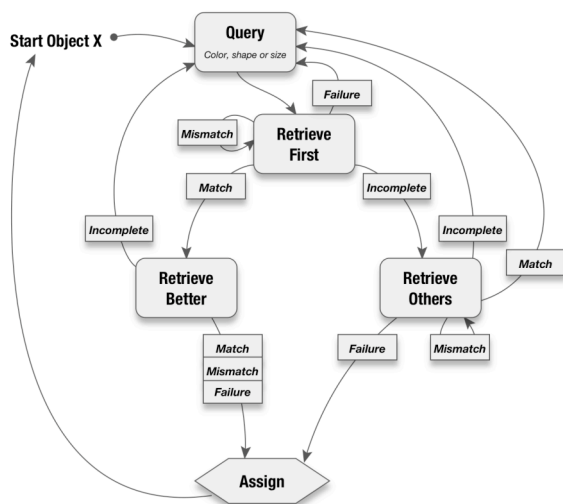 Query
Start Object X
Color, shape or size
Failure
Mismatch
Retrieve
First
Match
Incomplete
Incomplete
Incomplete
Match
Retrieve
Better
Retrieve
Others
Match
Mismatch
Failure
Failure
Mismatch
Assign